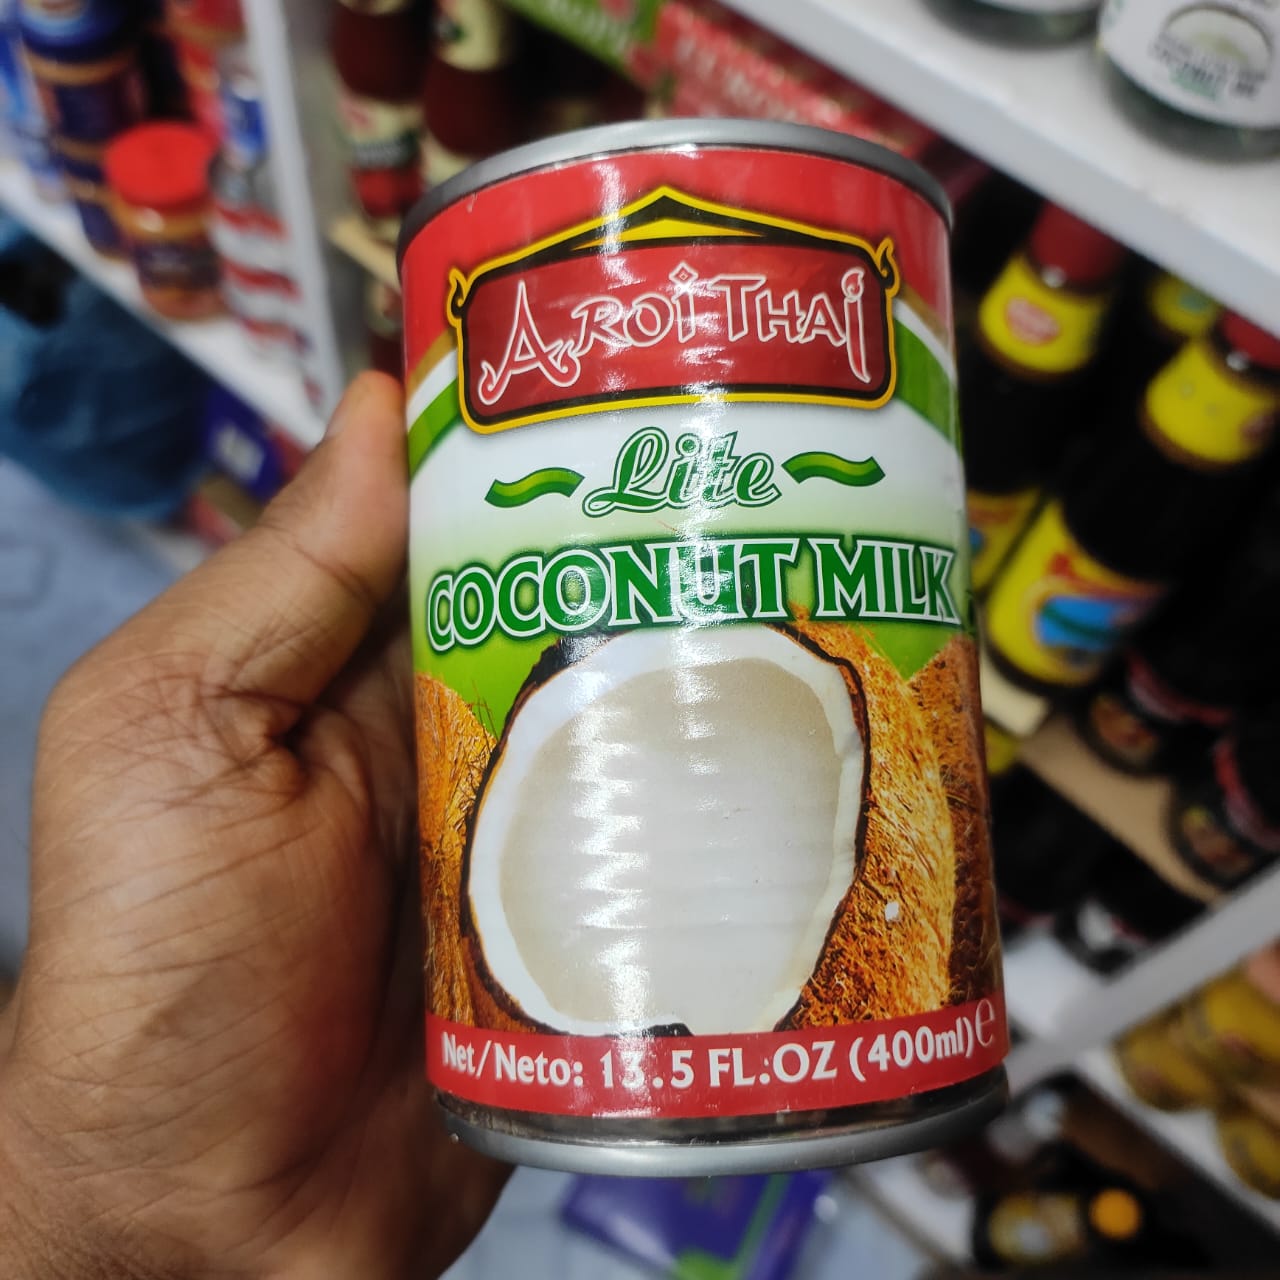 AROI THAI
Lite
COCONUT MILK
Net/Neto: 13.5 FL.OZ (400ml) e